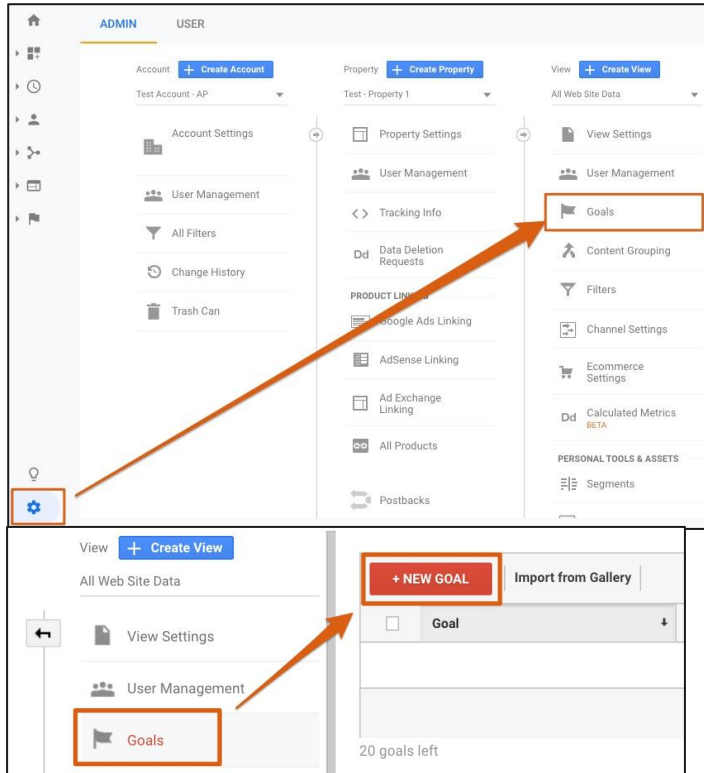 ADMIN USER
Account + Create Account
Test Account - AP
Account Settings
User Management
All Filters
Change History
Trash Can
Property + Create Property
Test - Property 1
Property Settings
User Management
<> Tracking Info
Dd Data Deletion
Requests
PRODUCT LINKING
Google Ads Linking
AdSense Linking
Ad Exchange
Linking
All Products
Postbacks
View + Create View
All Web Site Data
View Settings
User Management
Goals
Content Grouping
Filters
Channel Settings
Ecommerce
Settings
Dd Calculated Metrics
BETA
PERSONAL TOOLS & ASSETS
Segments
View + Create View
All Web Site Data
View Settings
User Management
Goals
+ NEW GOAL Import from Gallery
Goal
20 goals left